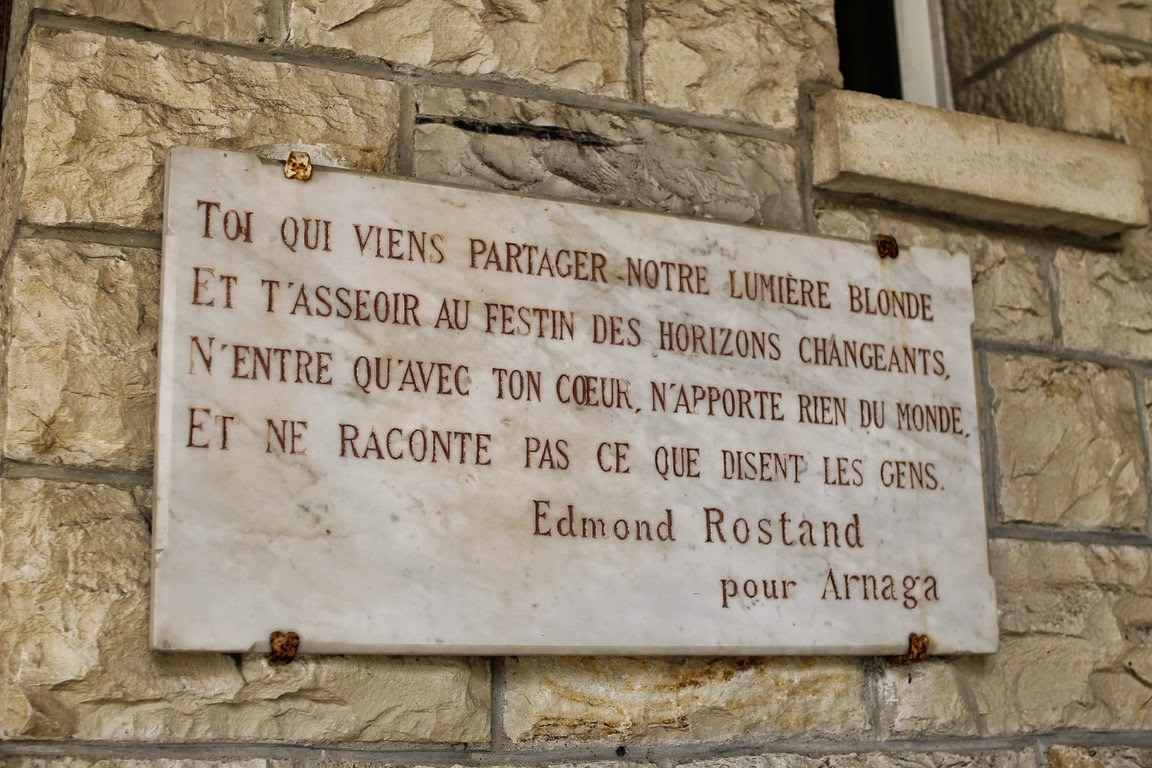 TOI QUI VIENS PARTAGER NOTRE LUMIÈRE BLONDE
ET T'ASSEOIR AU FESTIN DES HORIZONS CHANGEANTS,
N'ENTRE QU'AVEC TON CŒUR, N'APPORTE RIEN DU MONDE,
ET NE RACONTE PAS CE QUE DISENT LES GENS.
Edmond Rostand
pour Arnaga